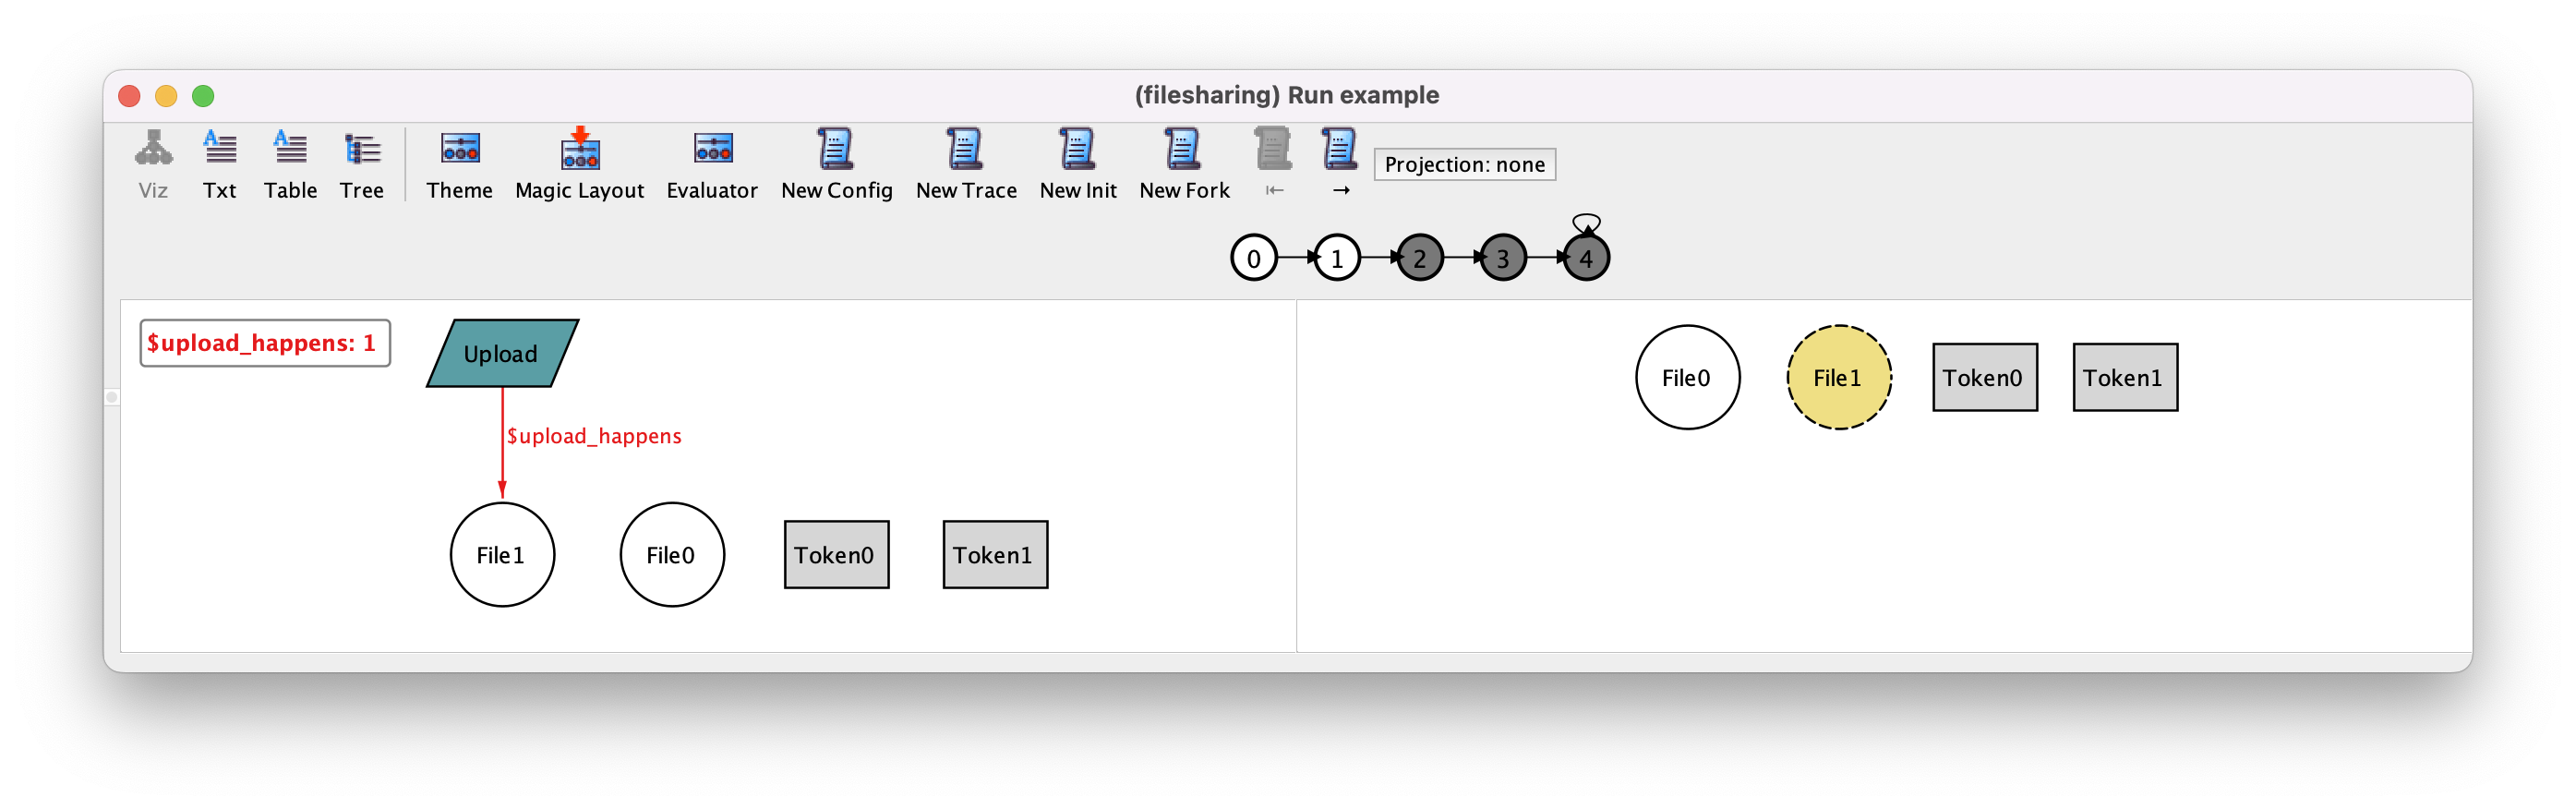 (filesharing) Run example
Viz Txt Table Tree Theme Magic Layout Evaluator New Config New Trace New Init New Fork ⇤ → Projection: none
0 1 2 3 4
$upload_happens: 1
Upload
$upload_happens
File1 File0 Token0 Token1
File0 File1 Token0 Token1